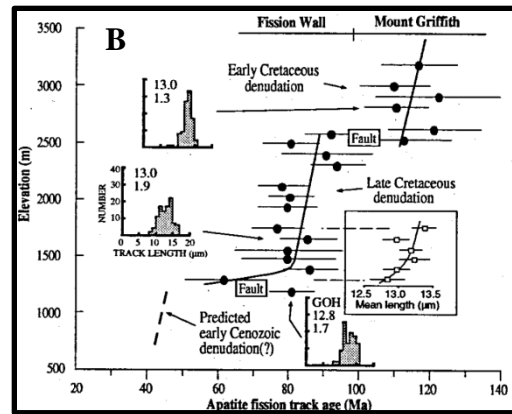 Fission Wall Mount Griffith
B
3500
3000
2500
2000
1500
1000
500
Elevation (m)
13.0
1.3
Early Cretaceous
denudation
Fault
13.0
1.9
40
30
20
10
0
NUMBER
0 5 10 15 20 (μm)
TRACK LENGTH
Late Cretaceous
denudation
12.5 13.0 13.5
Mean length (μm)
Fault
GOH
12.8
1.7
Predicted
early Cenozoic
denudation(?)
20 40 60 80 100 120 140
Apatite fission track age (Ma)